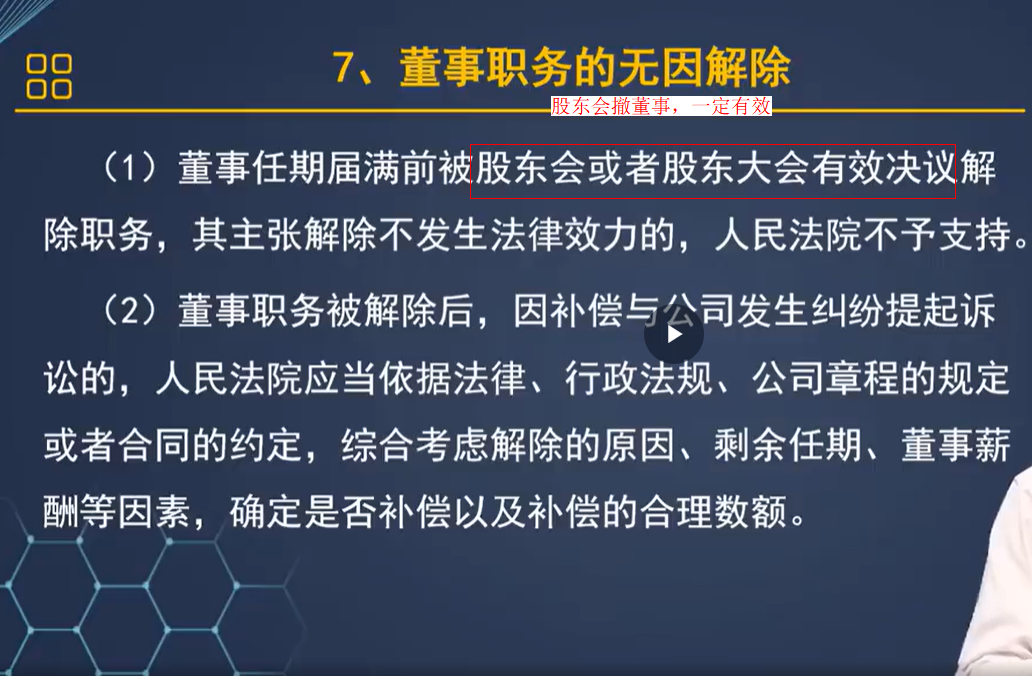 7、董事职务的无因解除
股东会撤董事，一定有效
（1）董事任期届满前被股东会或者股东大会有效决议解
除职务，其主张解除不发生法律效力的，人民法院不予支持。
（2）董事职务被解除后，因补偿与公司发生纠纷提起诉
讼的，人民法院应当依据法律、行政法规、公司章程的规定
或者合同的约定，综合考虑解除的原因、剩余任期、董事薪
酬等因素，确定是否补偿以及补偿的合理数额。